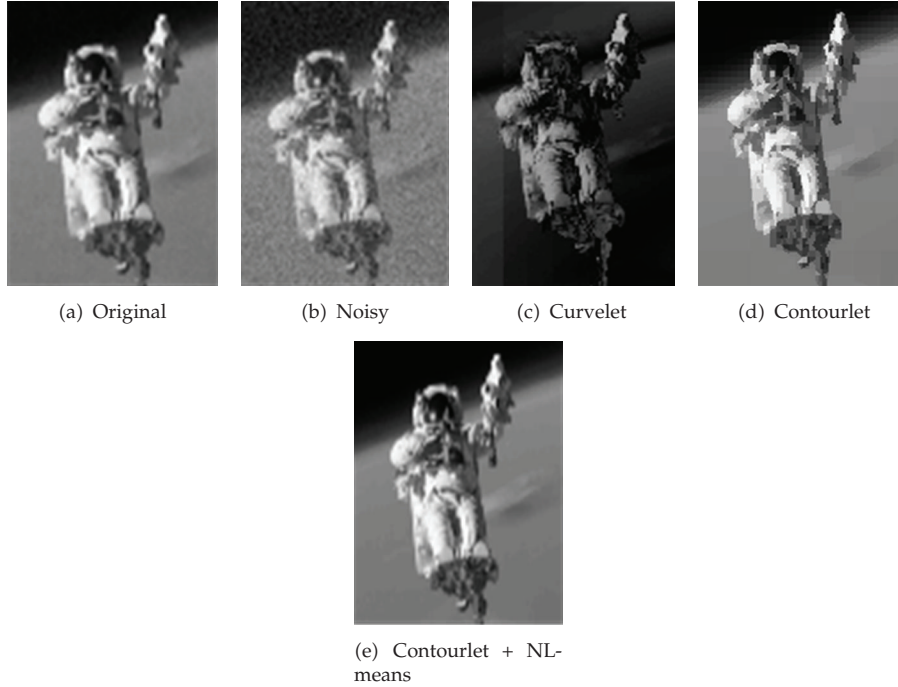 (a) Original
(b) Noisy
(c) Curvelet
(d) Contourlet
(e) Contourlet + NL-
means